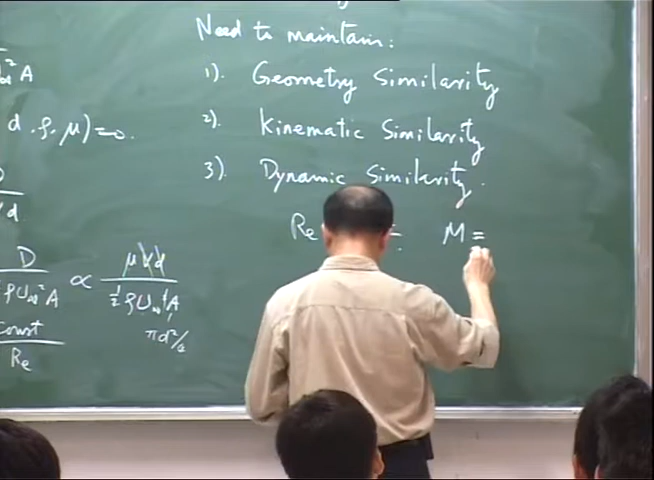 Need to maintain:
1). Geometry Similarity
2). Kinematic Similarity
3). Dynamic Similarity.
Re = M =
A
d.ρ,μ)=0.
D
ρU∞²A ∝ μVd
½ρU∞²A
πd²/4
Const
Re